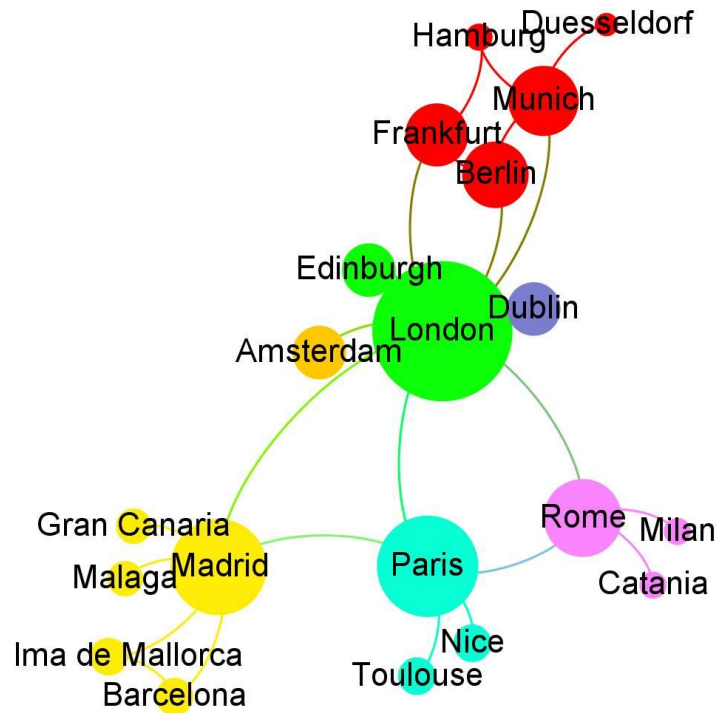 Duesseldorf
Hamburg
Munich
Frankfurt
Berlin
Edinburgh
Dublin
London
Amsterdam
Rome
Gran Canaria
Milan
Madrid
Paris
Malaga
Catania
Nice
Ima de Mallorca
Toulouse
Barcelona